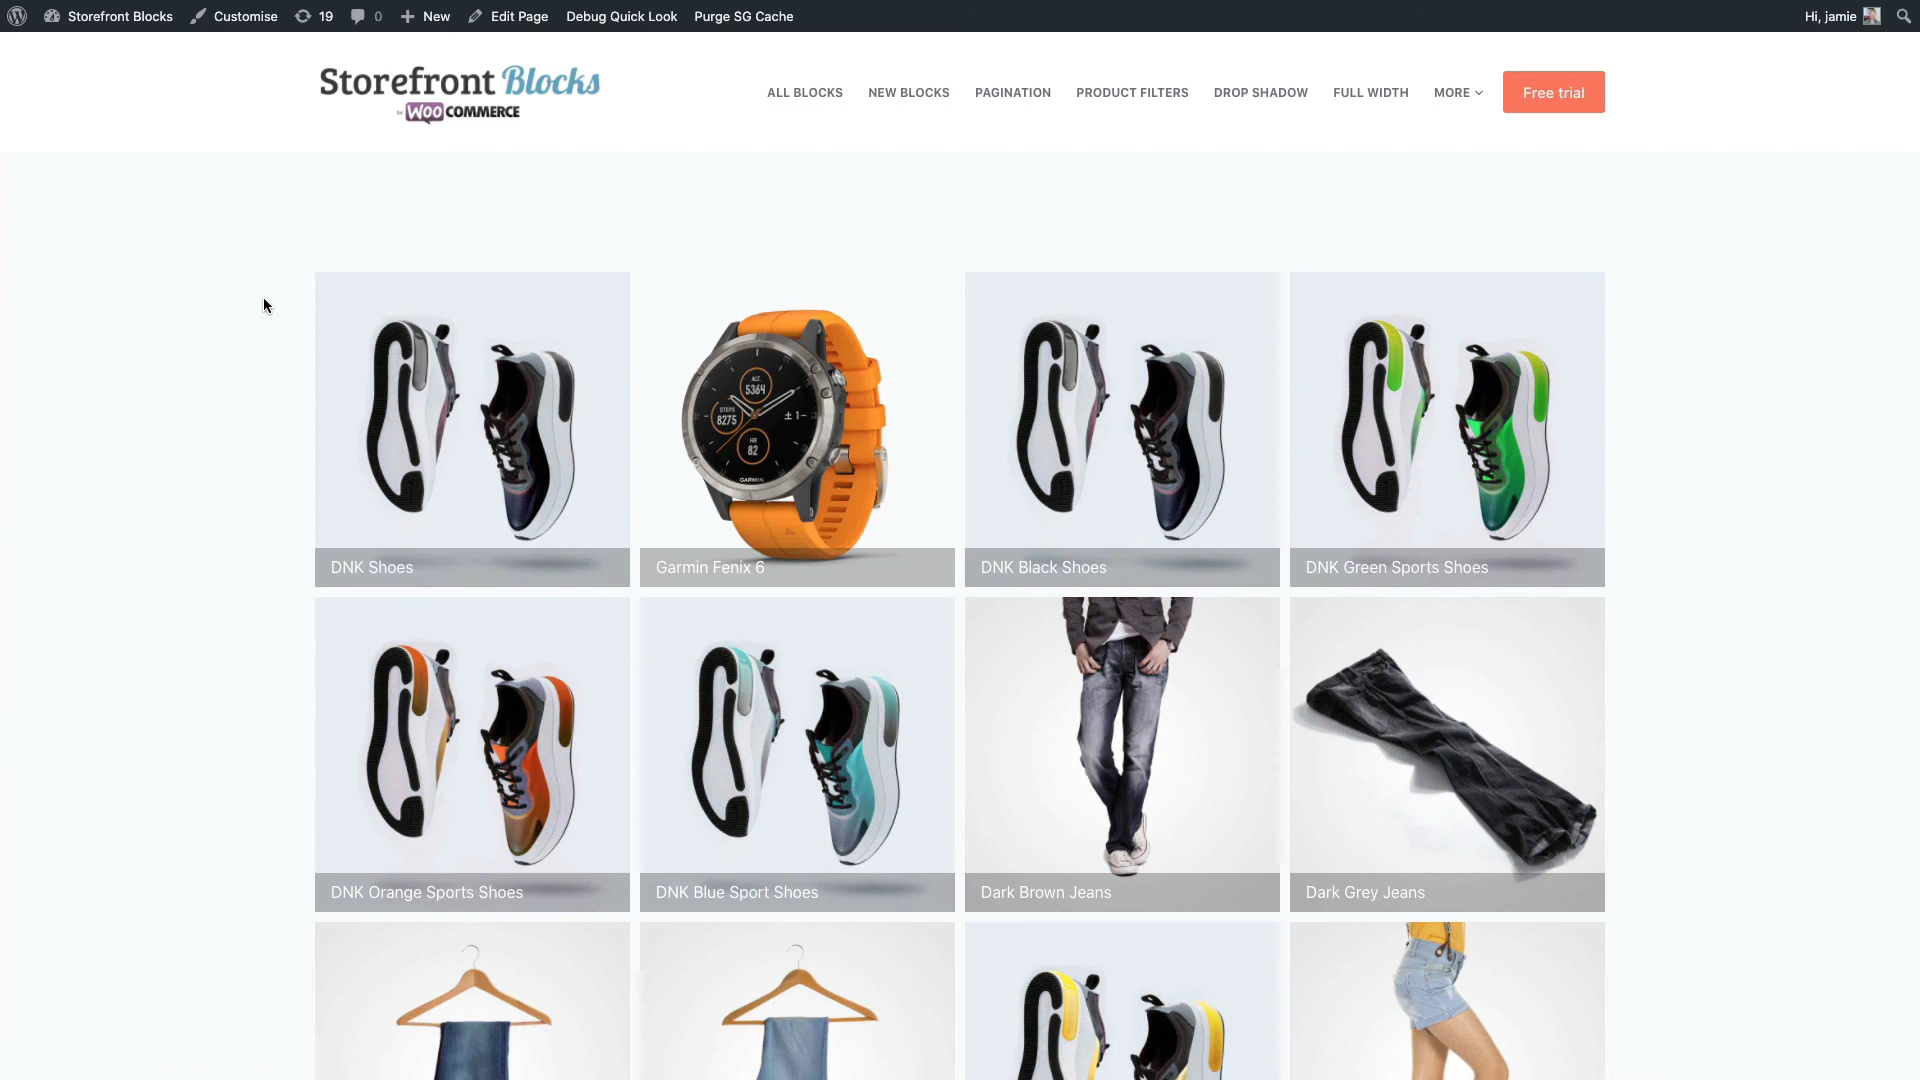 Storefront Blocks Customise 19 0 New Edit Page Debug Quick Look Purge SG Cache Hi, jamie
Storefront Blocks
for WOO COMMERCE
ALL BLOCKS NEW BLOCKS PAGINATION PRODUCT FILTERS DROP SHADOW FULL WIDTH MORE Free trial
5364
STEPS
8275
±1-
HR
82
GARMIN
DNK Shoes Garmin Fenix 6 DNK Black Shoes DNK Green Sports Shoes
DNK Orange Sports Shoes DNK Blue Sport Shoes Dark Brown Jeans Dark Grey Jeans